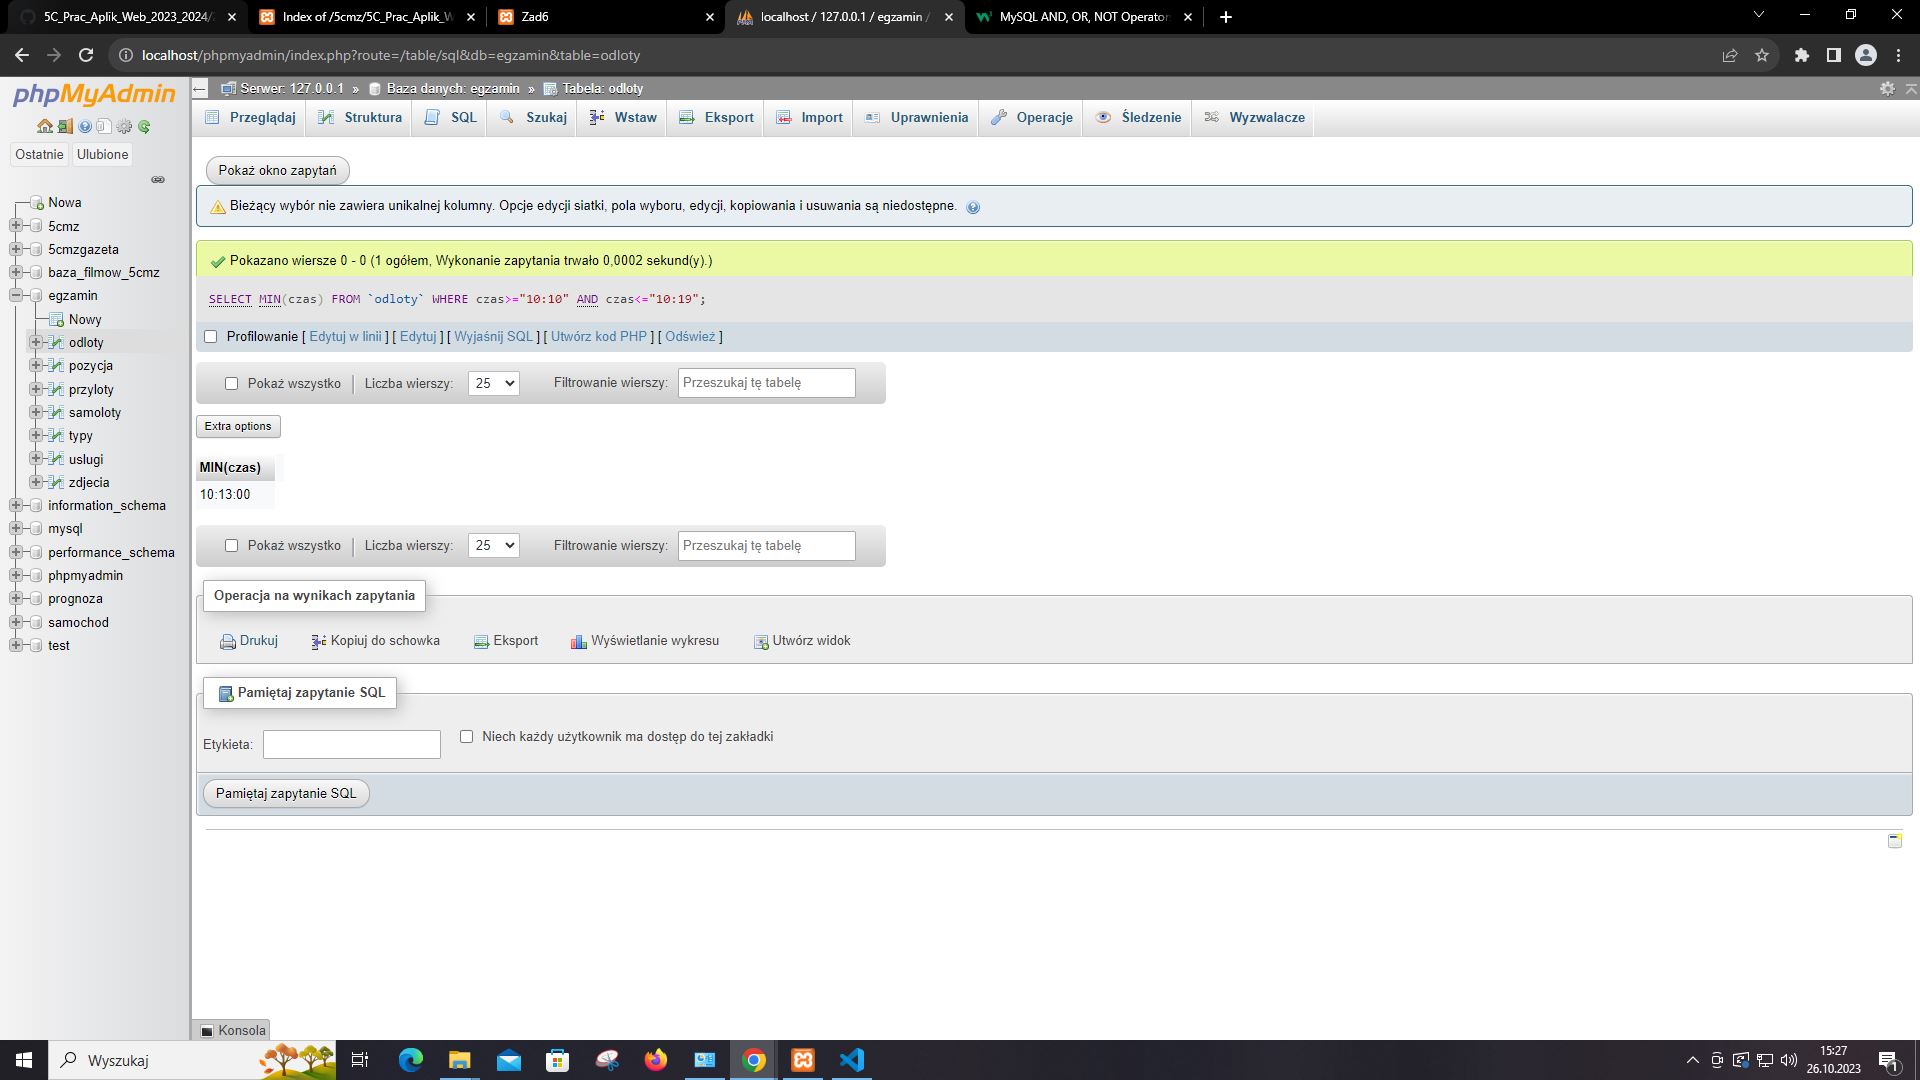 5C_Prac_Aplik_Web_2023_2024/
Index of /5cmz/5C_Prac_Aplik_W
Zad6
localhost / 127.0.0.1 / egzamin /
MySQL AND, OR, NOT Operator
localhost/phpmyadmin/index.php?route=/table/sql&db=egzamin&table=odloty
phpMyAdmin
Serwer: 127.0.0.1 » Baza danych: egzamin » Tabela: odloty
Przeglądaj Struktura SQL Szukaj Wstaw Eksport Import Uprawnienia Operacje Śledzenie Wyzwalacze
Ostatnie Ulubione
Nowa
5cmz
5cmzgazeta
baza_filmow_5cmz
egzamin
Nowy
odloty
pozycja
przyloty
samoloty
typy
uslugi
zdjecia
information_schema
mysql
performance_schema
phpmyadmin
prognoza
samochod
test
Pokaż okno zapytań
Bieżący wybór nie zawiera unikalnej kolumny. Opcje edycji siatki, pola wyboru, edycji, kopiowania i usuwania są niedostępne.
Pokazano wiersze 0 - 0 (1 ogółem, Wykonanie zapytania trwało 0,0002 sekund(y).)
SELECT MIN(czas) FROM `odloty` WHERE czas>="10:10" AND czas<="10:19";
Profilowanie [ Edytuj w linii ] [ Edytuj ] [ Wyjaśnij SQL ] [ Utwórz kod PHP ] [ Odśwież ]
Pokaż wszystko | Liczba wierszy: 25 Filtrowanie wierszy: Przeszukaj tę tabelę
Extra options
MIN(czas)
10:13:00
Pokaż wszystko | Liczba wierszy: 25 Filtrowanie wierszy: Przeszukaj tę tabelę
Operacja na wynikach zapytania
Drukuj Kopiuj do schowka Eksport Wyświetlanie wykresu Utwórz widok
Pamiętaj zapytanie SQL
Etykieta: Niech każdy użytkownik ma dostęp do tej zakładki
Pamiętaj zapytanie SQL
Konsola
Wyszukaj
15:27
26.10.2023
1